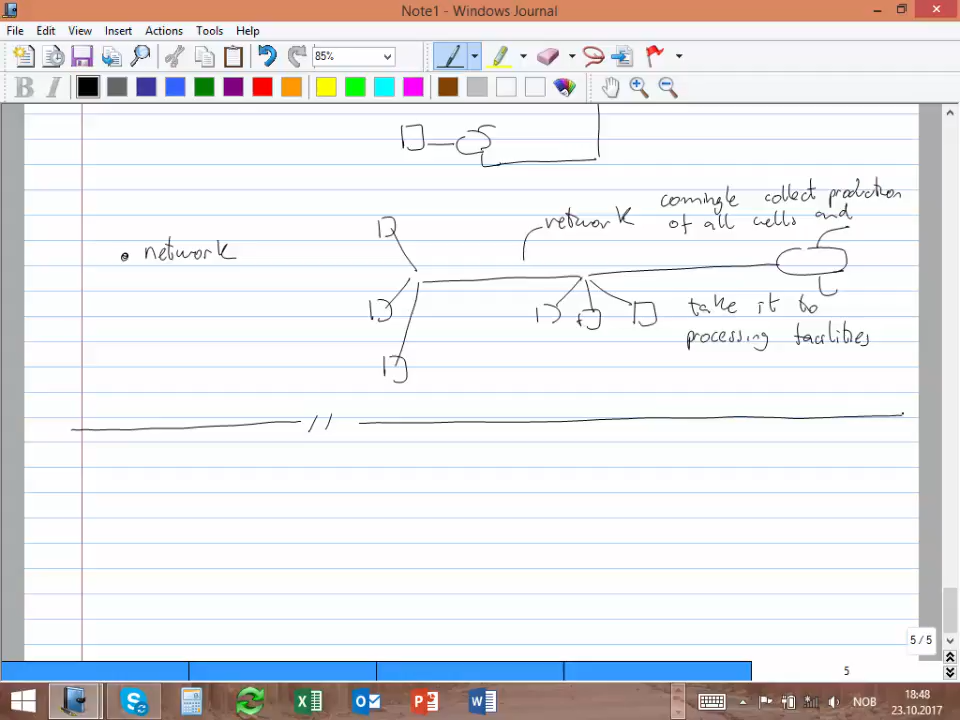 Note1 - Windows Journal
File Edit View Insert Actions Tools Help
85%
B I
• network
network
comingle collect production
of all wells and
take it to
processing facilities
5 / 5
5
NOB
18:48
23.10.2017